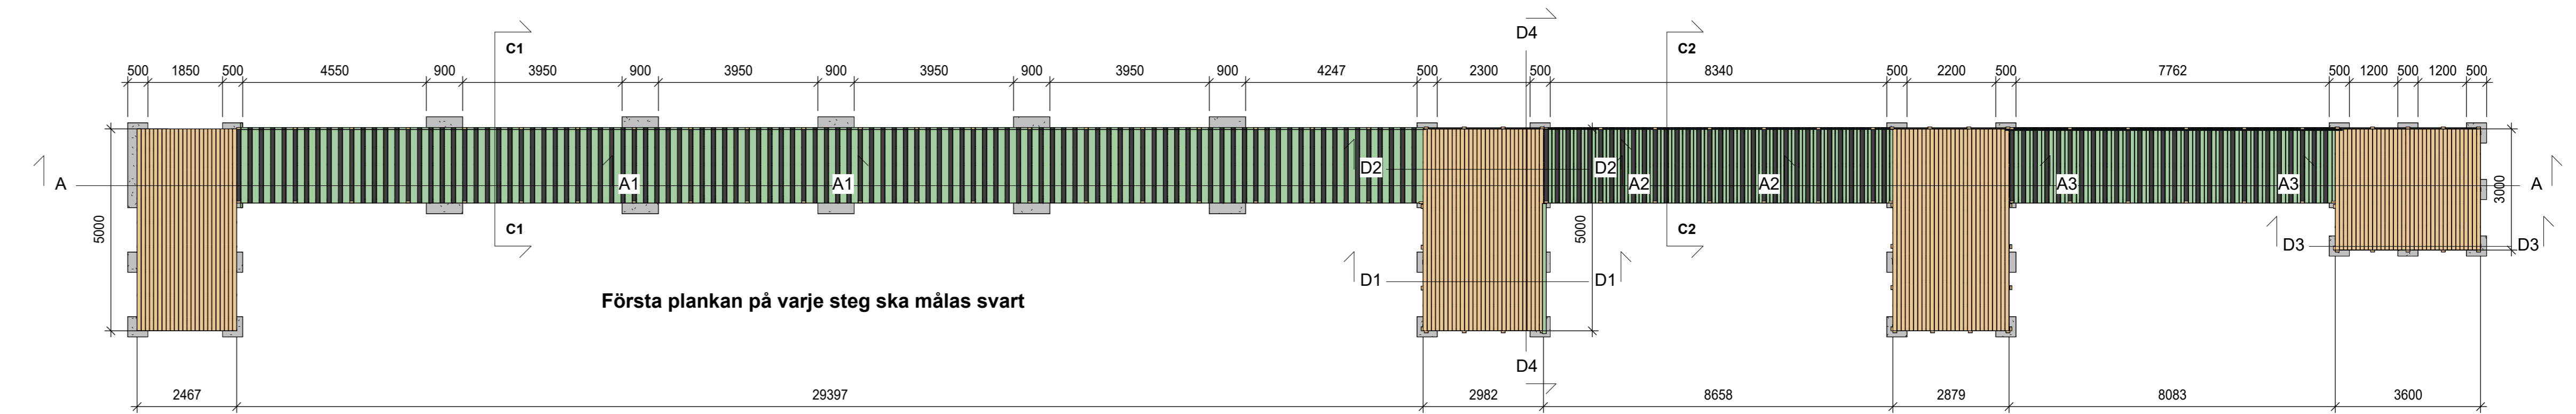 D4
C1
C2
500 1850 500 4550 900 3950 900 3950 900 3950 900 3950 900 4247 500 2300 500 8340 500 2200 500 7762 500 1200 500 1200 500
D2 D2
A A1 A1 A2 A2 A3 A3 A
3000
5000
5000
C1
C2
D3 D3
D1 D1
Första plankan på varje steg ska målas svart
D4
2467 29397 2982 8658 2879 8083 3600